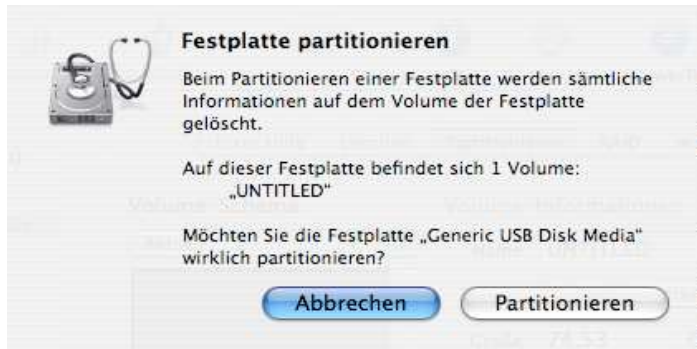 Festplatte partitionieren
Beim Partitionieren einer Festplatte werden sämtliche
Informationen auf dem Volume der Festplatte
gelöscht.
Auf dieser Festplatte befindet sich 1 Volume:
„UNTITLED“
Möchten Sie die Festplatte „Generic USB Disk Media“
wirklich partitionieren?
Abbrechen Partitionieren